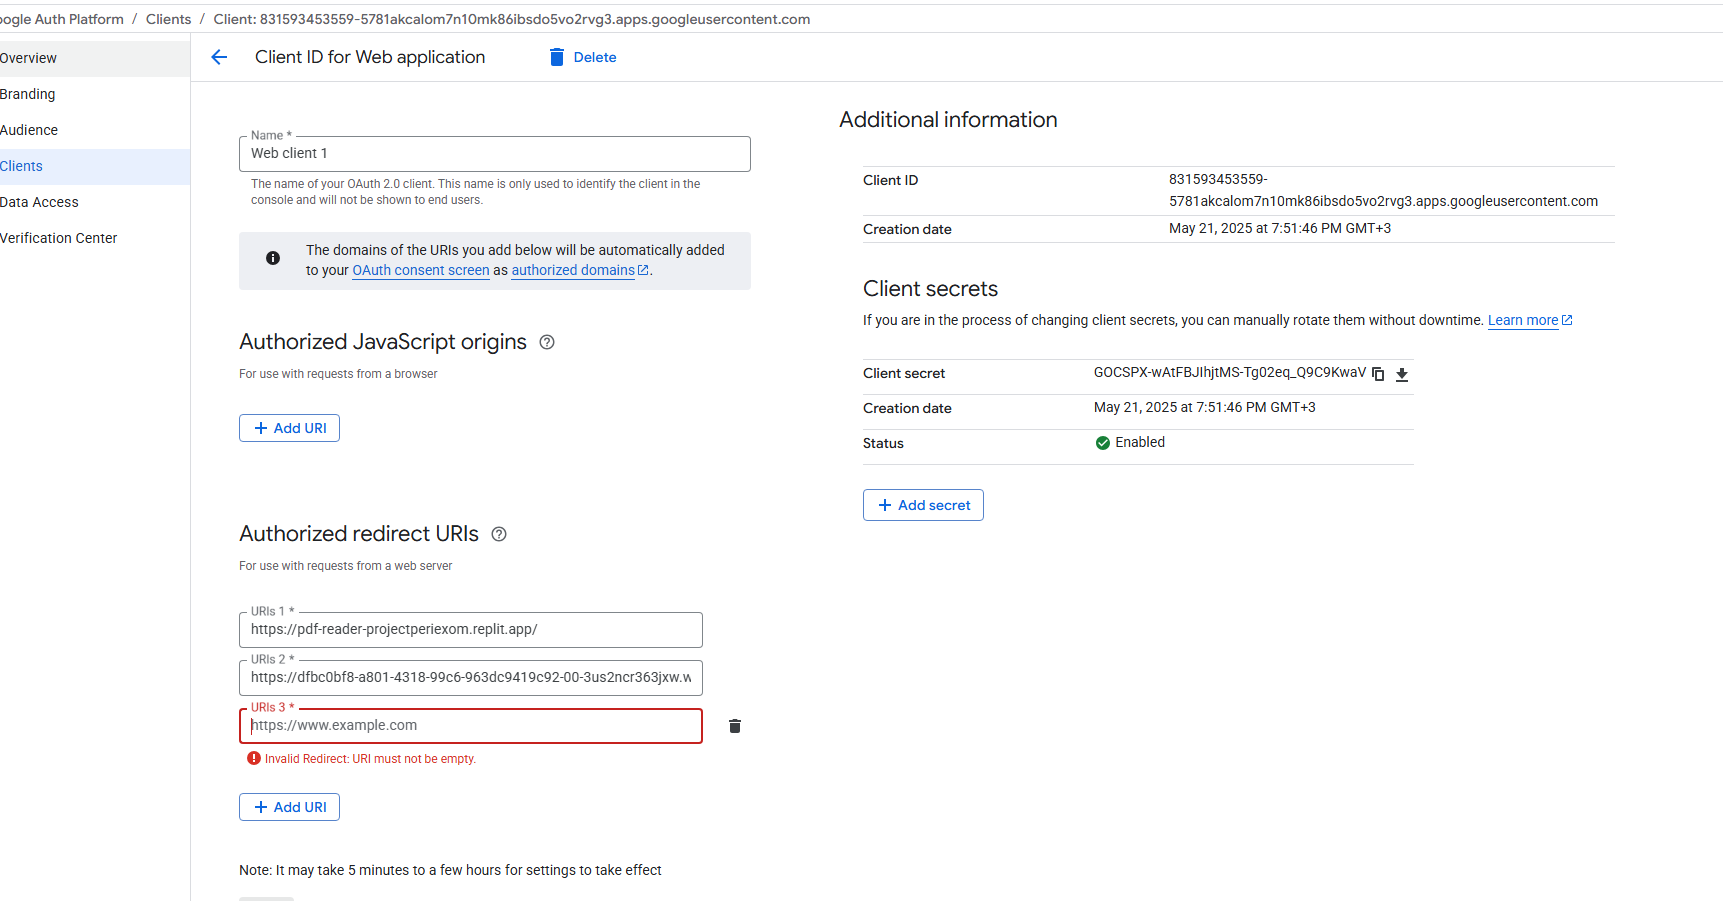 ogle Auth Platform / Clients / Client: 831593453559-5781akcalom7n10mk86ibsdo5vo2rvg3.apps.googleusercontent.com
Overview
Branding
Audience
Clients
Data Access
Verification Center
Client ID for Web application
Delete
Name *
Web client 1
The name of your OAuth 2.0 client. This name is only used to identify the client in the
console and will not be shown to end users.
The domains of the URIs you add below will be automatically added
to your OAuth consent screen as authorized domains.
Authorized JavaScript origins
For use with requests from a browser
+ Add URI
Authorized redirect URIs
For use with requests from a web server
URIs 1 *
https://pdf-reader-projectperiexom.replit.app/
URIs 2 *
https://dfbc0bf8-a801-4318-99c6-963dc9419c92-00-3us2ncr363jxw.w
URIs 3 *
https://www.example.com
Invalid Redirect: URI must not be empty.
+ Add URI
Note: It may take 5 minutes to a few hours for settings to take effect
Additional information
Client ID
831593453559-
5781akcalom7n10mk86ibsdo5vo2rvg3.apps.googleusercontent.com
Creation date
May 21, 2025 at 7:51:46 PM GMT+3
Client secrets
If you are in the process of changing client secrets, you can manually rotate them without downtime. Learn more
Client secret
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
Creation date
May 21, 2025 at 7:51:46 PM GMT+3
Status
Enabled
+ Add secret